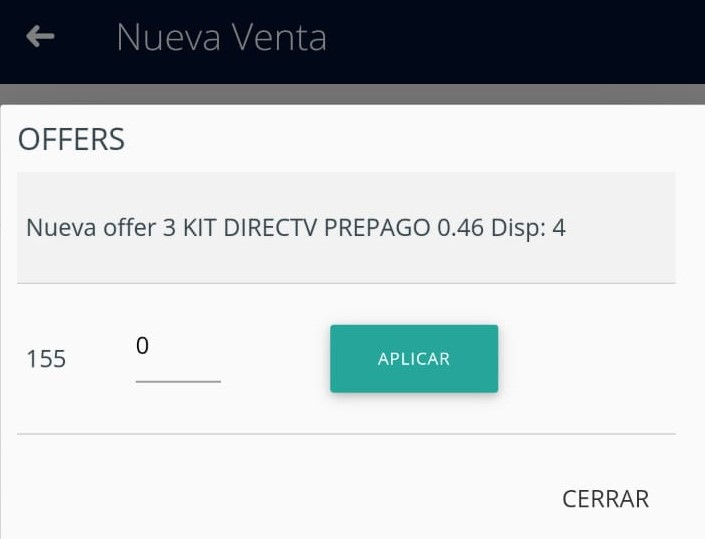 Nueva Venta
OFFERS
Nueva offer 3 KIT DIRECTV PREPAGO 0.46 Disp: 4
155 0 APLICAR
CERRAR